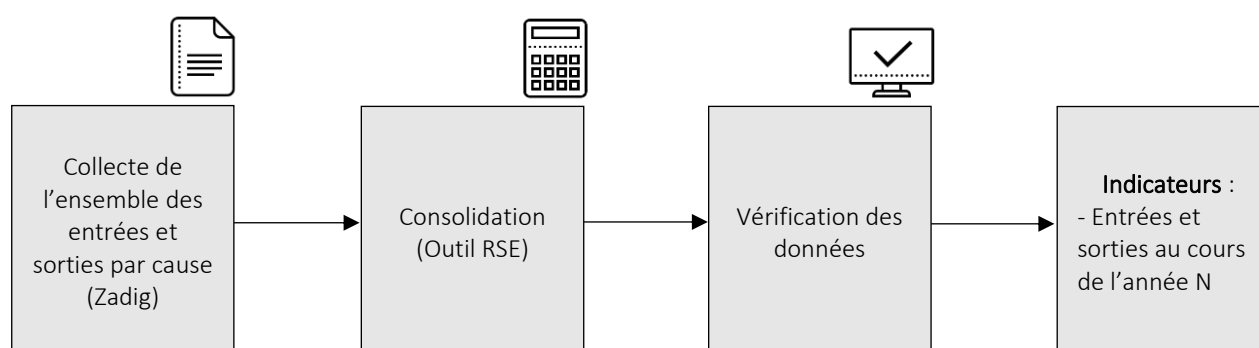 Collecte de
l’ensemble des
entrées et
sorties par cause
(Zadig)
Consolidation
(Outil RSE)
Vérification des
données
Indicateurs :
- Entrées et
sorties au cours
de l’année N